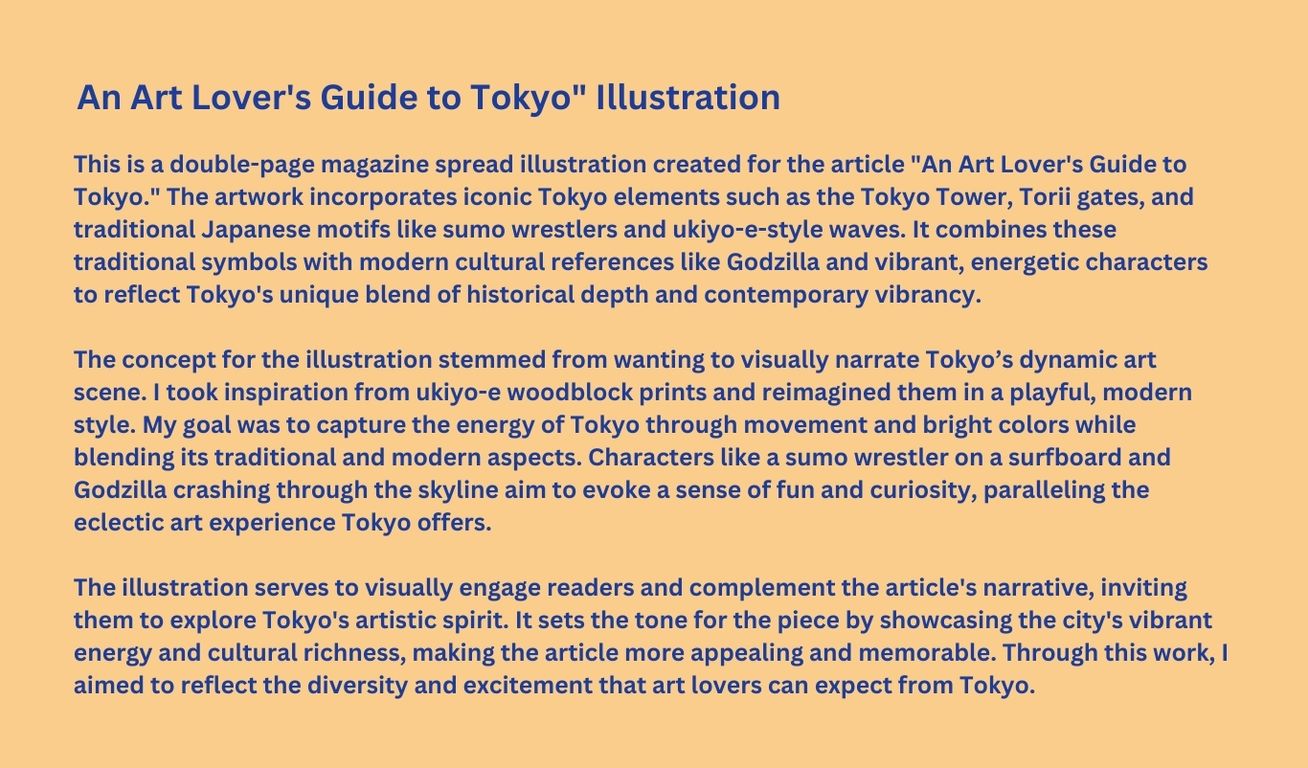 An Art Lover's Guide to Tokyo" Illustration
This is a double-page magazine spread illustration created for the article "An Art Lover's Guide to
Tokyo." The artwork incorporates iconic Tokyo elements such as the Tokyo Tower, Torii gates, and
traditional Japanese motifs like sumo wrestlers and ukiyo-e-style waves. It combines these
traditional symbols with modern cultural references like Godzilla and vibrant, energetic characters
to reflect Tokyo's unique blend of historical depth and contemporary vibrancy.
The concept for the illustration stemmed from wanting to visually narrate Tokyo’s dynamic art
scene. I took inspiration from ukiyo-e woodblock prints and reimagined them in a playful, modern
style. My goal was to capture the energy of Tokyo through movement and bright colors while
blending its traditional and modern aspects. Characters like a sumo wrestler on a surfboard and
Godzilla crashing through the skyline aim to evoke a sense of fun and curiosity, paralleling the
eclectic art experience Tokyo offers.
The illustration serves to visually engage readers and complement the article's narrative, inviting
them to explore Tokyo's artistic spirit. It sets the tone for the piece by showcasing the city's vibrant
energy and cultural richness, making the article more appealing and memorable. Through this work, I
aimed to reflect the diversity and excitement that art lovers can expect from Tokyo.